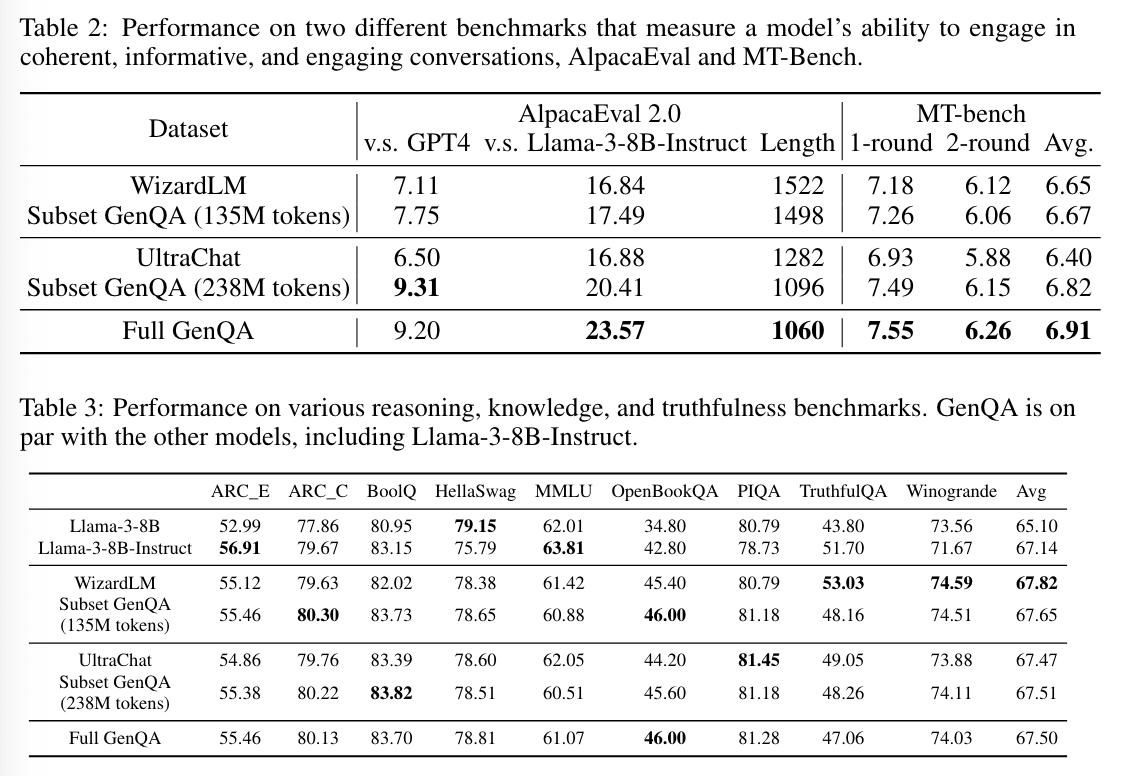 Table 2: Performance on two different benchmarks that measure a model's ability to engage in
coherent, informative, and engaging conversations, AlpacaEval and MT-Bench.
Dataset AlpacaEval 2.0 MT-bench
v.s. GPT4 v.s. Llama-3-8B-Instruct Length 1-round 2-round Avg.
WizardLM 7.11 16.84 1522 7.18 6.12 6.65
Subset GenQA (135M tokens) 7.75 17.49 1498 7.26 6.06 6.67
UltraChat 6.50 16.88 1282 6.93 5.88 6.40
Subset GenQA (238M tokens) 9.31 20.41 1096 7.49 6.15 6.82
Full GenQA 9.20 23.57 1060 7.55 6.26 6.91
Table 3: Performance on various reasoning, knowledge, and truthfulness benchmarks. GenQA is on
par with the other models, including Llama-3-8B-Instruct.
ARC_E ARC_C BoolQ HellaSwag MMLU OpenBookQA PIQA TruthfulQA Winogrande Avg
Llama-3-8B 52.99 77.86 80.95 79.15 62.01 34.80 80.79 43.80 73.56 65.10
Llama-3-8B-Instruct 56.91 79.67 83.15 75.79 63.81 42.80 78.73 51.70 71.67 67.14
WizardLM 55.12 79.63 82.02 78.38 61.42 45.40 80.79 53.03 74.59 67.82
Subset GenQA
(135M tokens) 55.46 80.30 83.73 78.65 60.88 46.00 81.18 48.16 74.51 67.65
UltraChat 54.86 79.76 83.39 78.60 62.05 44.20 81.45 49.05 73.88 67.47
Subset GenQA
(238M tokens) 55.38 80.22 83.82 78.51 60.51 45.60 81.18 48.26 74.11 67.51
Full GenQA 55.46 80.13 83.70 78.81 61.07 46.00 81.28 47.06 74.03 67.50